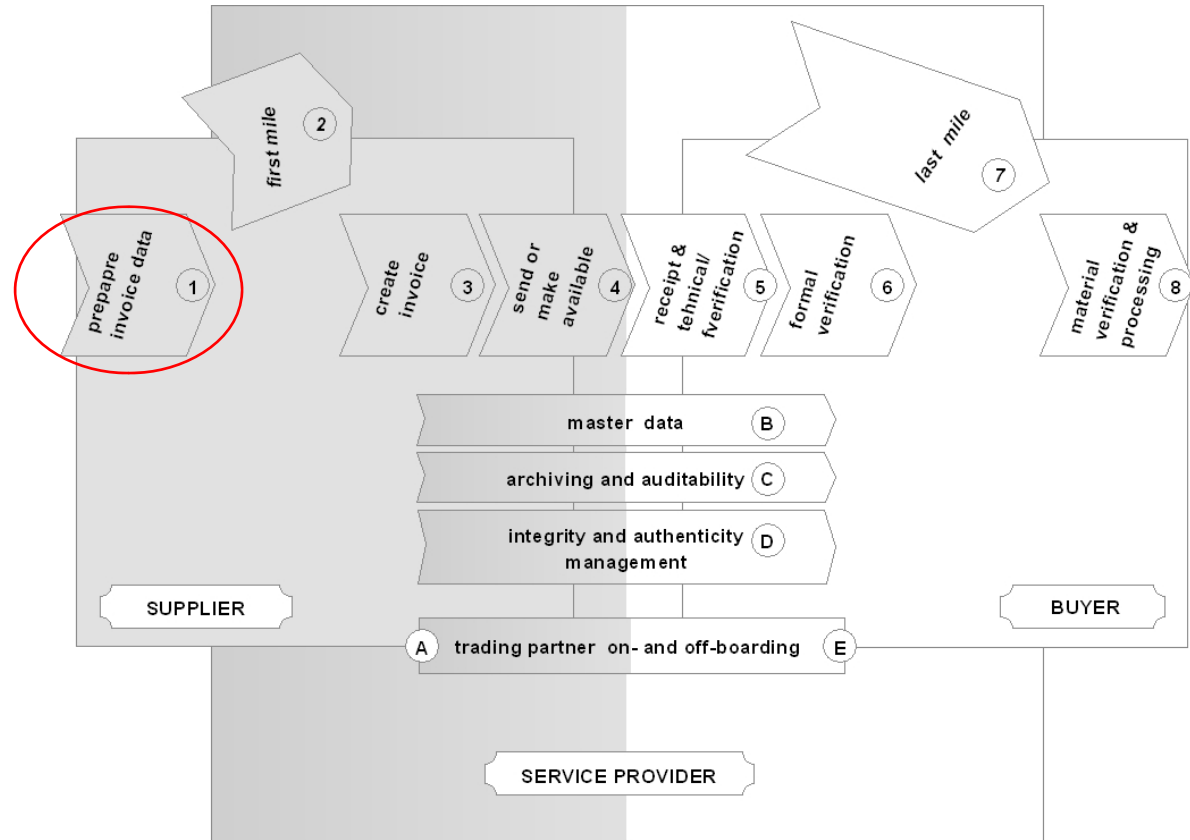 first mile
2
last mile
7
prepapre
invoice data
1
create
invoice
3
send or
make
available
4
receipt &
tehnical/
fverification
5
formal
verification
6
material
verification &
processing
8
master data
B
archiving and auditability
C
integrity and authenticity
management
D
SUPPLIER
BUYER
A
trading partner on- and off-boarding
E
SERVICE PROVIDER